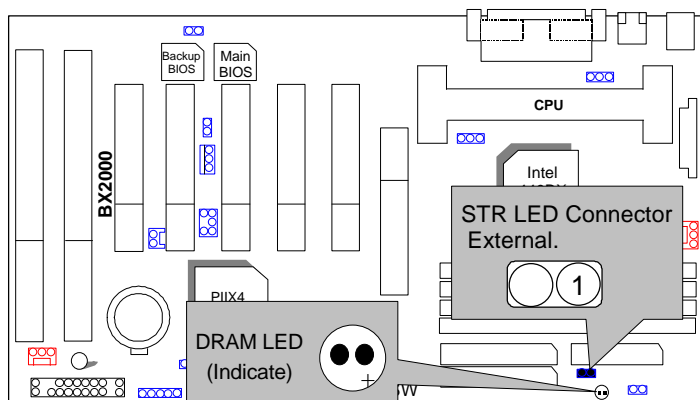 Backup
BIOS
Main
BIOS
CPU
BX2000
Intel
STR LED Connector
External.
1
PIIX4
DRAM LED
(Indicate)
+